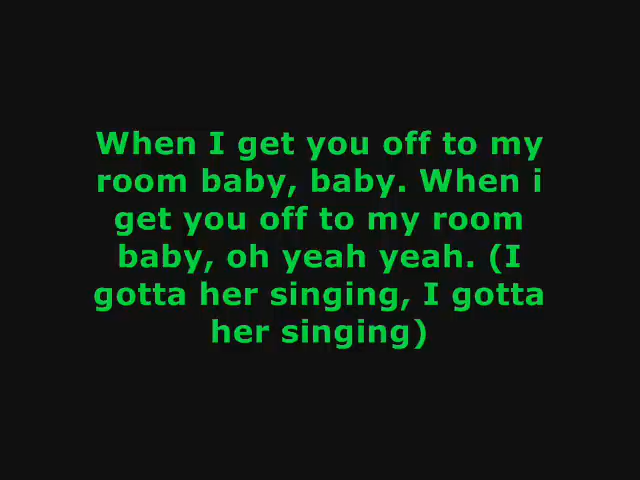 When I get you off to my
room baby, baby. When i
get you off to my room
baby, oh yeah yeah. (I
gotta her singing, I gotta
her singing)